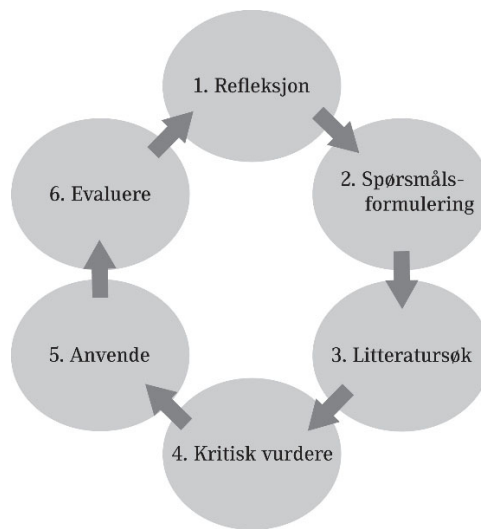 1. Refleksjon
2. Spørsmåls-
formulering
3. Litteratursøk
4. Kritisk vurdere
5. Anvende
6. Evaluere